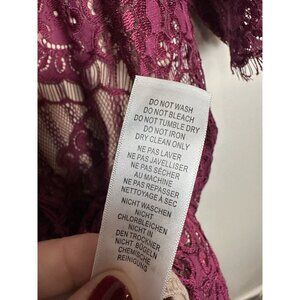 DO NOT WASH
DO NOT BLEACH
DO NOT TUMBLE DRY
DO NOT IRON
DRY CLEAN ONLY
NE PAS LAVER
NE PAS JAVELLISER
NE PAS SÉCHER
AU MACHINE
NE PAS REPASSER
NETTOYAGE À SEC
NICHT WASCHEN
NICHT
CHLORBLEICHEN
NICHT IN
DEN TROCKNER
NICHT BÜGELN
CHEMISCHE
REINIGUNG